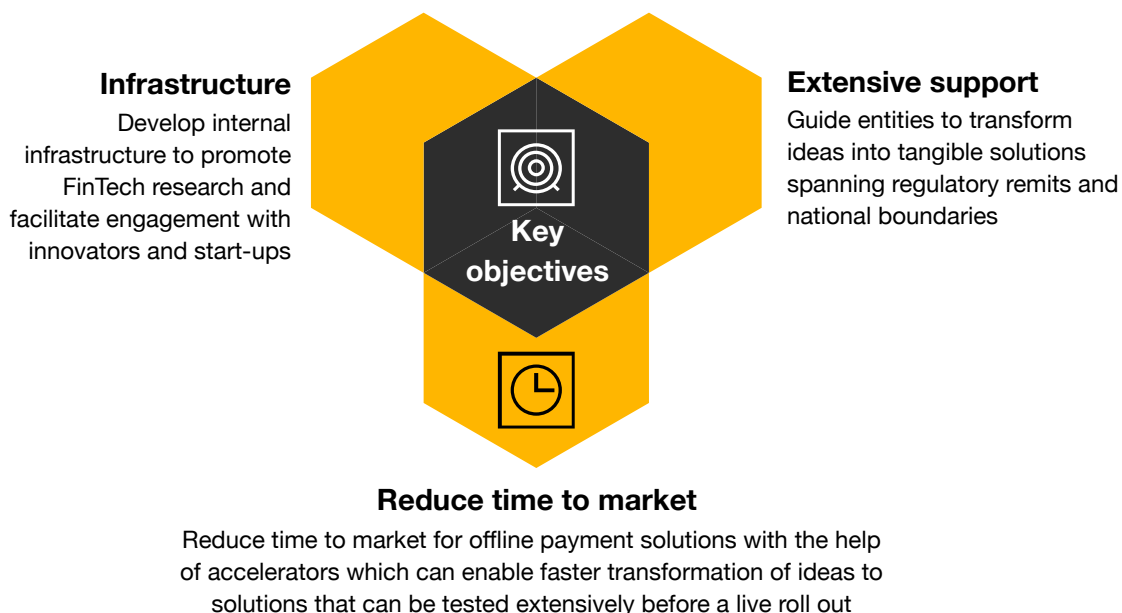 Infrastructure
Develop internal
infrastructure to promote
FinTech research and
facilitate engagement with
innovators and start-ups
Extensive support
Guide entities to transform
ideas into tangible solutions
spanning regulatory remits and
national boundaries
Key
objectives
Reduce time to market
Reduce time to market for offline payment solutions with the help
of accelerators which can enable faster transformation of ideas to
solutions that can be tested extensively before a live roll out